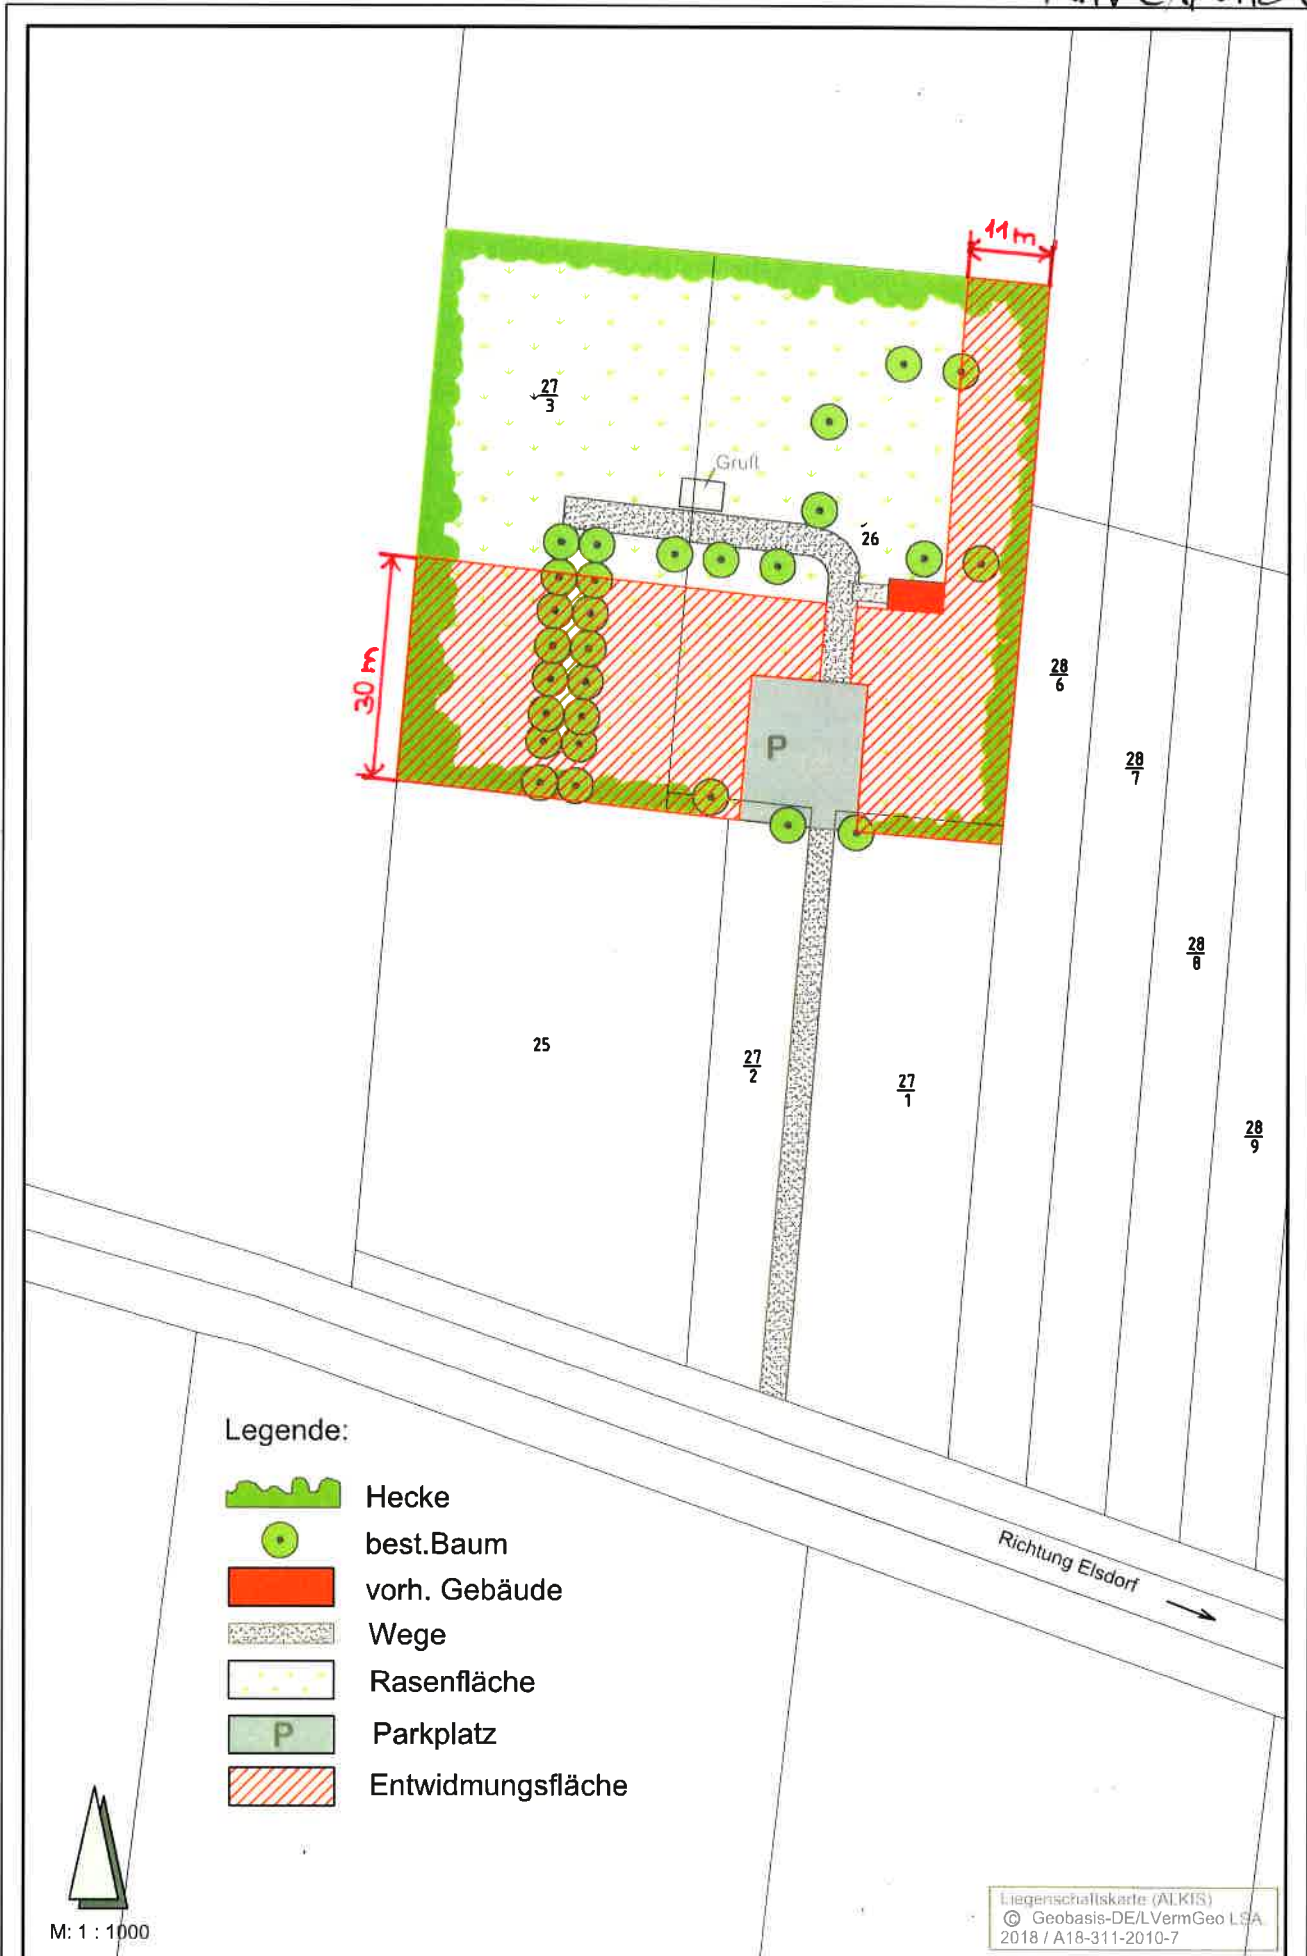 11 m
27
3
Gruft
26
30 m
28
6
28
7
P
28
8
25
27
2
27
1
28
9
Legende:
Hecke
best.Baum
vorh. Gebäude
Wege
Rasenfläche
P
Parkplatz
Entwidmungsfläche
Richtung Elsdorf
M: 1 : 1000
Liegenschaftskarte (ALKIS)
© Geobasis-DE/LVermGeo LSA,
2018 / A18-311-2010-7